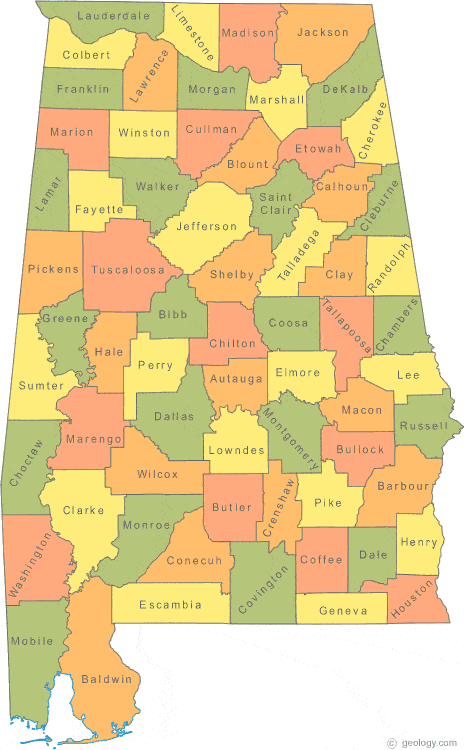 Lauderdale
Limestone
Madison
Jackson
Colbert
Lawrence
Franklin
Morgan
Marshall
DeKalb
Cherokee
Marion
Winston
Cullman
Etowah
Blount
Lamar
Fayette
Walker
Jefferson
Saint
Clair
Calhoun
Cleburne
Talladega
Pickens
Tuscaloosa
Shelby
Clay
Randolph
Greene
Bibb
Coosa
Tallapoosa
Chambers
Hale
Perry
Chilton
Sumter
Autauga
Elmore
Lee
Dallas
Macon
Russell
Marengo
Choctaw
Lowndes
Montgomery
Bullock
Wilcox
Barbour
Clarke
Butler
Crenshaw
Pike
Monroe
Washington
Conecuh
Covington
Coffee
Dale
Henry
Escambia
Geneva
Houston
Mobile
Baldwin
© geology.com